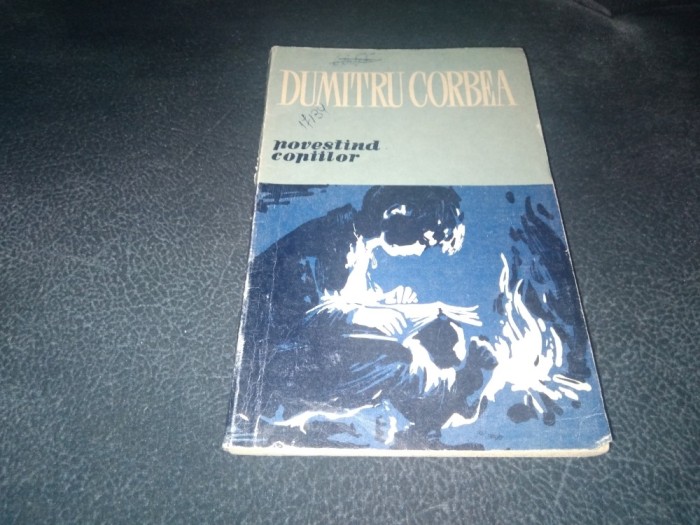 DUMITRU CORBEA
povestind
copiilor